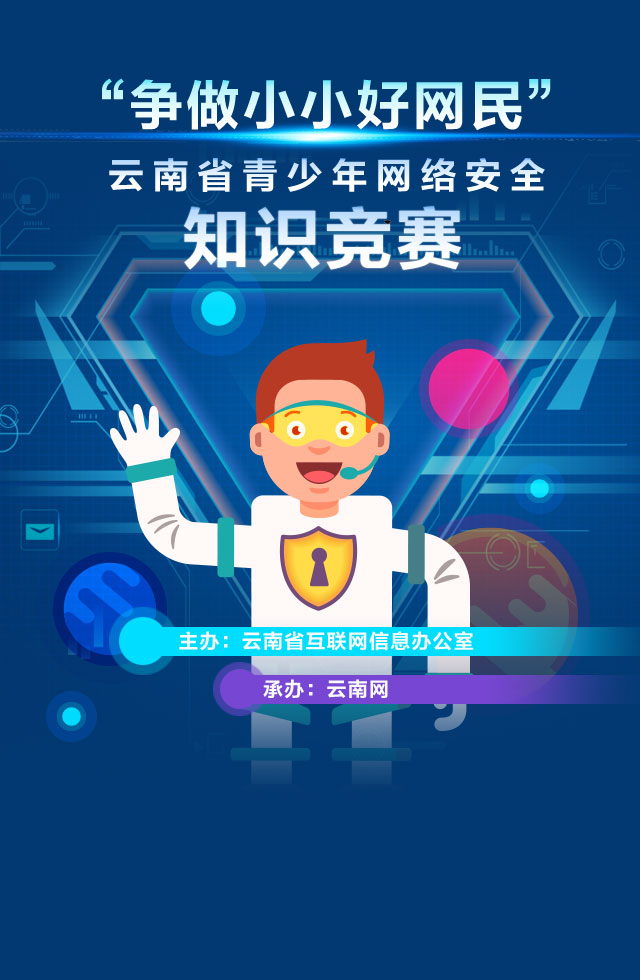 “争做小小好网民”
云南省青少年网络安全
知识竞赛
主办：云南省互联网信息办公室
承办：云南网